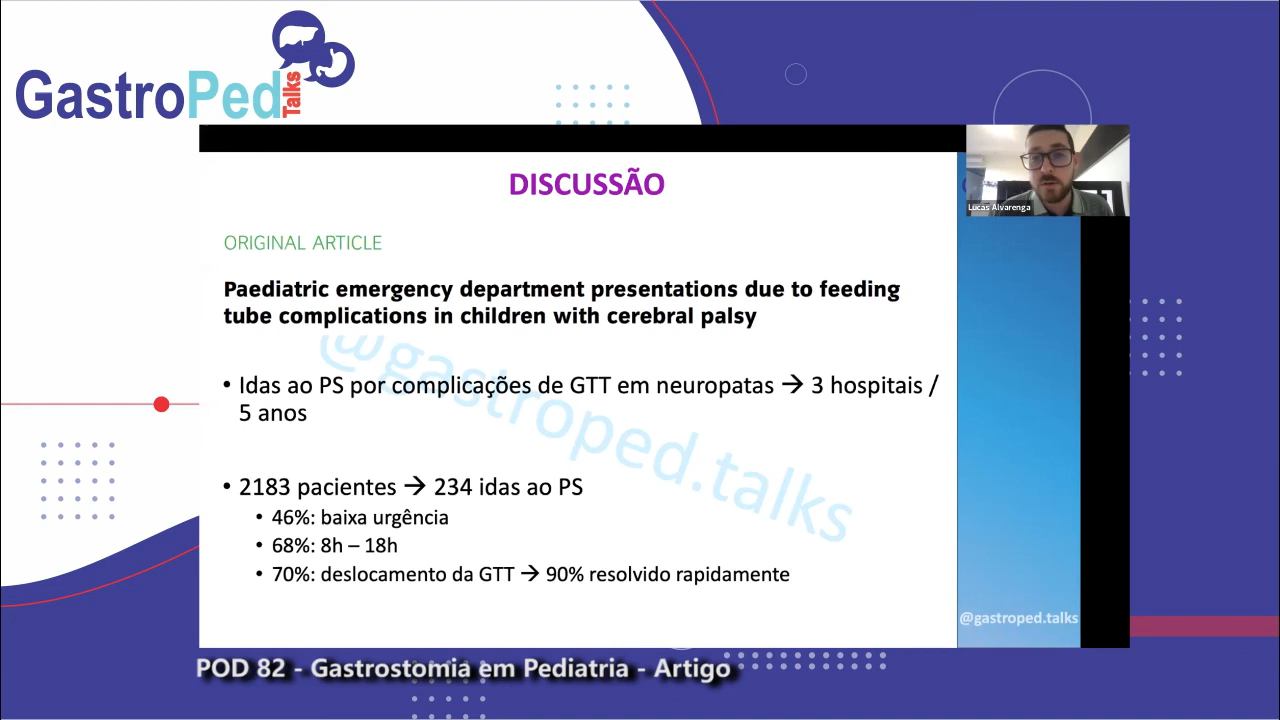 GastroPed
Talks
DISCUSSÃO
Lucas Alvarenga
ORIGINAL ARTICLE
Paediatric emergency department presentations due to feeding
tube complications in children with cerebral palsy
@gastroped.talks
• Idas ao PS por complicações de GTT em neuropatas → 3 hospitais /
5 anos
• 2183 pacientes → 234 idas ao PS
• 46%: baixa urgência
• 68%: 8h – 18h
• 70%: deslocamento da GTT → 90% resolvido rapidamente
@gastroped.talks
POD 82 - Gastrostomia em Pediatria - Artigo